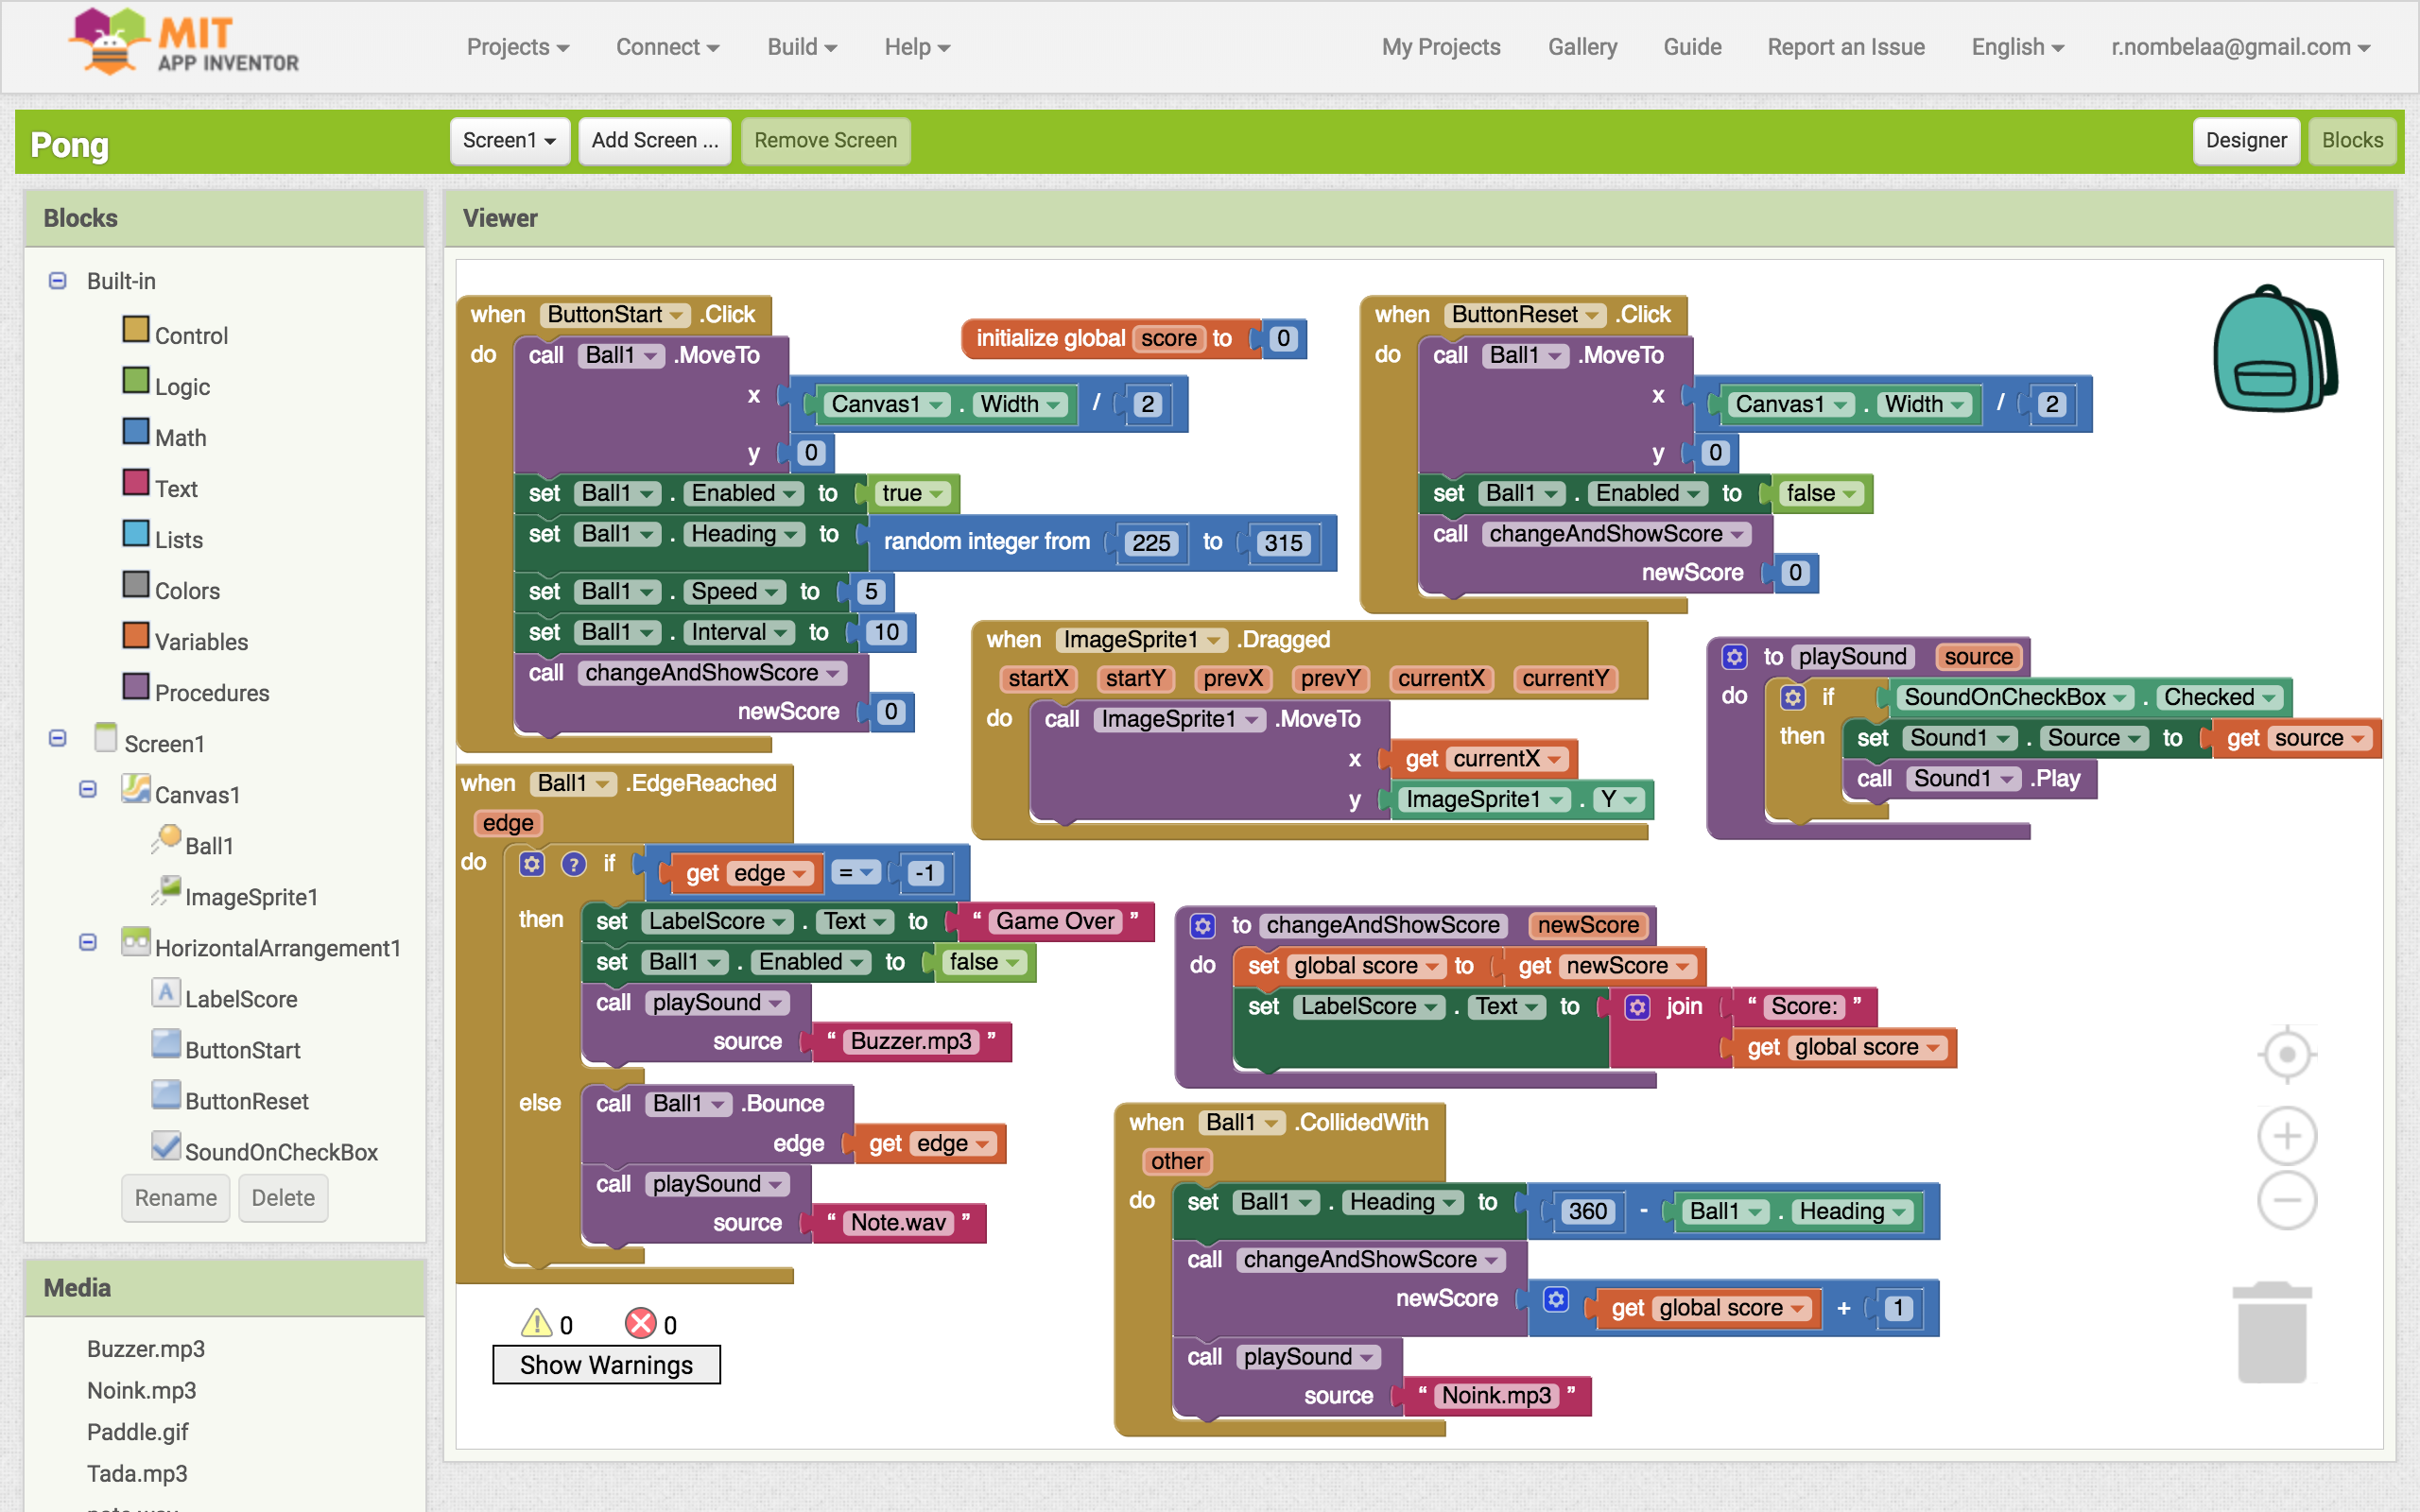 MIT
APP INVENTOR
Projects
Connect
Build
Help
My Projects
Gallery
Guide
Report an Issue
English
r.nombelaa@gmail.com
Pong
Screen1
Add Screen ...
Remove Screen
Designer
Blocks
Blocks
Built-in
Control
Logic
Math
Text
Lists
Colors
Variables
Procedures
Screen1
Canvas1
Ball1
ImageSprite1
HorizontalArrangement1
LabelScore
ButtonStart
ButtonReset
SoundOnCheckBox
Rename
Delete
Media
Buzzer.mp3
Noink.mp3
Paddle.gif
Tada.mp3
Viewer
when ButtonStart .Click
do call Ball1 .MoveTo
x Canvas1 . Width / 2
y 0
set Ball1 . Enabled to true
set Ball1 . Heading to random integer from 225 to 315
set Ball1 . Speed to 5
set Ball1 . Interval to 10
call changeAndShowScore
newScore 0
initialize global score to 0
when ButtonReset .Click
do call Ball1 .MoveTo
x Canvas1 . Width / 2
y 0
set Ball1 . Enabled to false
call changeAndShowScore
newScore 0
when ImageSprite1 .Dragged
startX startY prevX prevY currentX currentY
do call ImageSprite1 .MoveTo
x get currentX
y ImageSprite1 . Y
to playSound source
do if SoundOnCheckBox . Checked
then set Sound1 . Source to get source
call Sound1 .Play
when Ball1 .EdgeReached
edge
do ? if get edge = -1
then set LabelScore . Text to “ Game Over ”
set Ball1 . Enabled to false
call playSound
source “ Buzzer.mp3 ”
else call Ball1 .Bounce
edge get edge
call playSound
source “ Note.wav ”
to changeAndShowScore newScore
do set global score to get newScore
set LabelScore . Text to join “ Score: ”
get global score
when Ball1 .CollidedWith
other
do set Ball1 . Heading to 360 - Ball1 . Heading
call changeAndShowScore
newScore get global score + 1
call playSound
source “ Noink.mp3 ”
0 0
Show Warnings